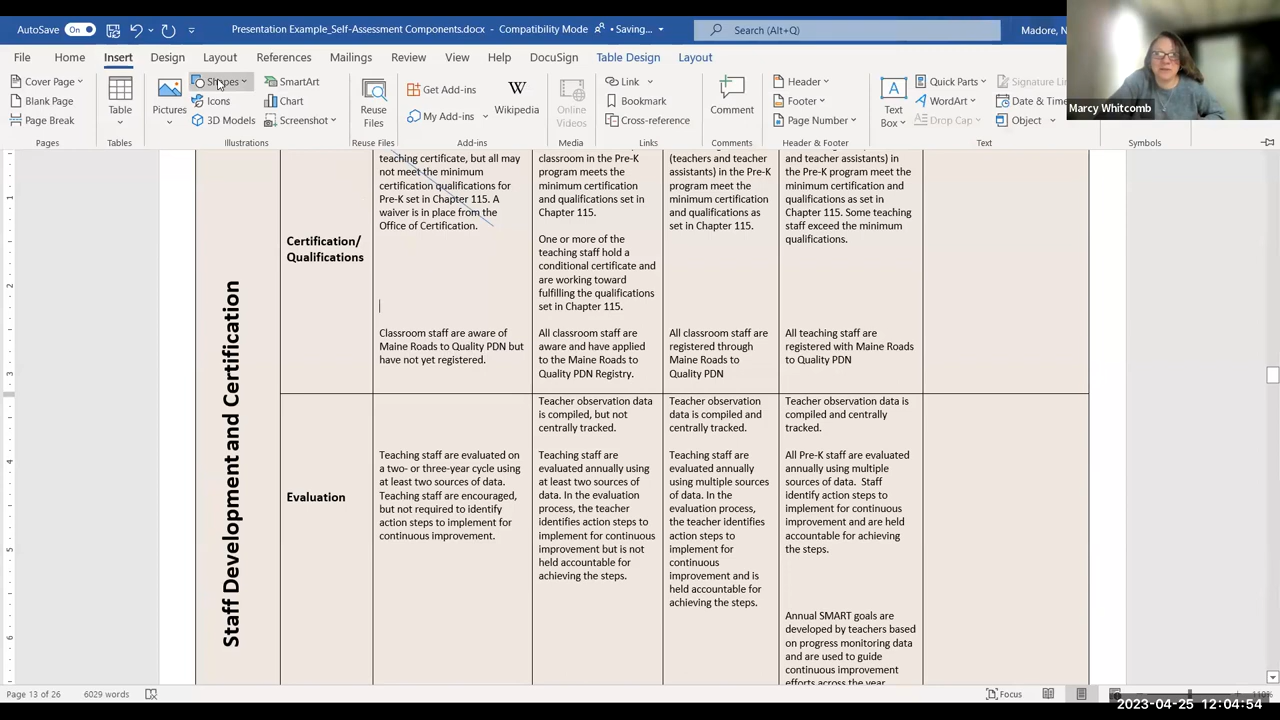 AutoSave On Presentation Example_Self-Assessment Components.docx - Compatibility Mode Saving... Search (Alt+Q) Madore,
File Home Insert Design Layout References Mailings Review View Help DocuSign Table Design Layout
Cover Page
Blank Page
Page Break
Pages
Table
Tables
Pictures
Shapes
Icons
3D Models
SmartArt
Chart
Screenshot
Illustrations
Reuse
Files
Reuse Files
Get Add-ins
My Add-ins
Wikipedia
Add-ins
Online
Videos
Media
Link
Bookmark
Cross-reference
Links
Comment
Comments
Header
Footer
Page Number
Header & Footer
Text
Box
Quick Parts
WordArt
Drop Cap
Signature Lin
Date & Time
Object
Text
Symbols
Marcy Whitcomb
Staff Development and Certification
Certification/
Qualifications
teaching certificate, but all may
not meet the minimum
certification qualifications for
Pre-K set in Chapter 115. A
waiver is in place from the
Office of Certification.
Classroom staff are aware of
Maine Roads to Quality PDN but
have not yet registered.
classroom in the Pre-K
program meets the
minimum certification
and qualifications set in
Chapter 115.
One or more of the
teaching staff hold a
conditional certificate and
are working toward
fulfilling the qualifications
set in Chapter 115.
All classroom staff are
aware and have applied
to the Maine Roads to
Quality PDN Registry.
(teachers and teacher
assistants) in the Pre-K
program meet the
minimum certification
and qualifications as
set in Chapter 115.
All classroom staff are
registered through
Maine Roads to
Quality PDN
and teacher assistants) in
the Pre-K program meet the
minimum certification and
qualifications as set in
Chapter 115. Some teaching
staff exceed the minimum
qualifications.
All teaching staff are
registered with Maine Roads
to Quality PDN
Evaluation
Teaching staff are evaluated on
a two- or three-year cycle using
at least two sources of data.
Teaching staff are encouraged,
but not required to identify
action steps to implement for
continuous improvement.
Teacher observation data
is compiled, but not
centrally tracked.
Teaching staff are
evaluated annually using
at least two sources of
data. In the evaluation
process, the teacher
identifies action steps to
implement for continuous
improvement but is not
held accountable for
achieving the steps.
Teacher observation
data is compiled and
centrally tracked.
Teaching staff are
evaluated annually
using multiple sources
of data. In the
evaluation process,
the teacher identifies
action steps to
implement for
continuous
improvement and is
held accountable for
achieving the steps.
Teacher observation data is
compiled and centrally
tracked.
All Pre-K staff are evaluated
annually using multiple
sources of data. Staff
identify action steps to
implement for continuous
improvement and are held
accountable for achieving
the steps.
Annual SMART goals are
developed by teachers based
on progress monitoring data
and are used to guide
continuous improvement
efforts across the year
1
2
3
4
5
6
Page 13 of 26 6029 words Focus 110%
2023-04-25 12:04:54